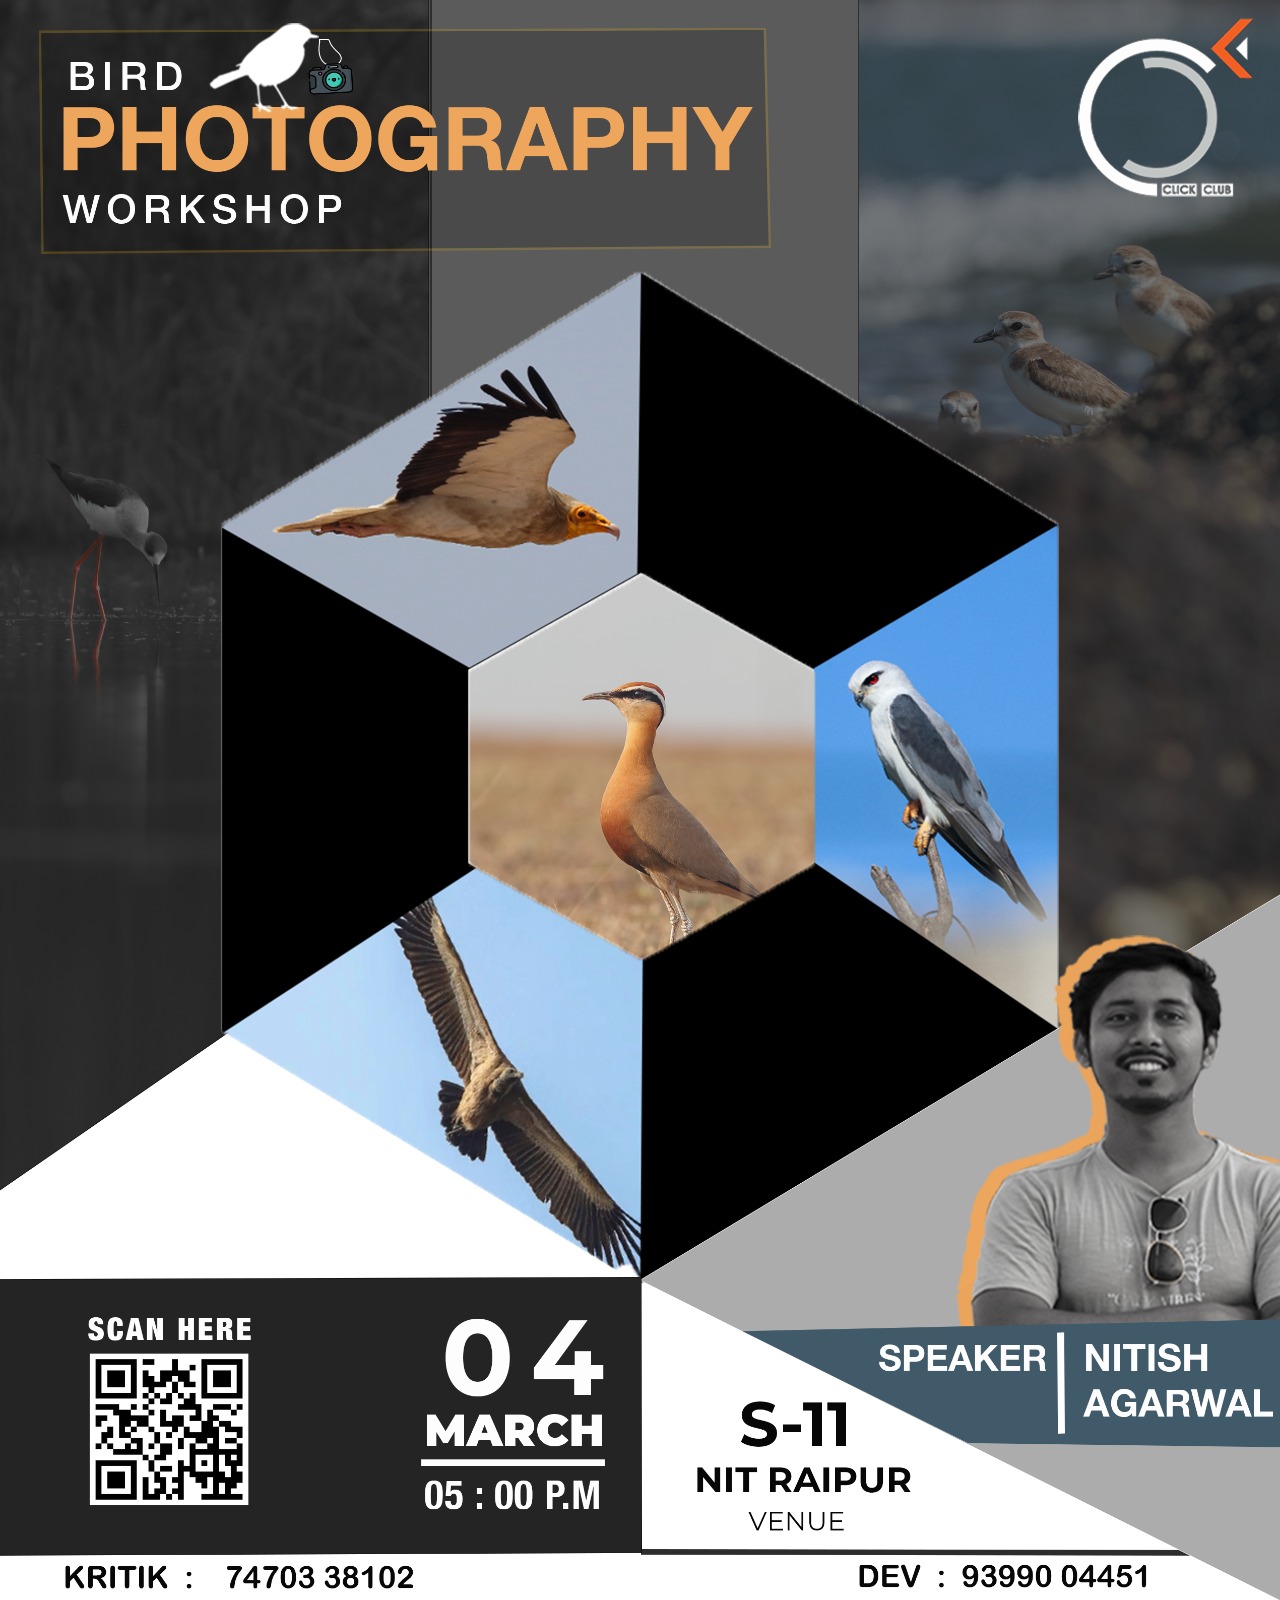 BIRD
PHOTOGRAPHY
WORKSHOP
CLICK CLUB
SCAN HERE
04
MARCH
05 : 00 P.M
S-11
NIT RAIPUR
VENUE
SPEAKER
NITISH
AGARWAL
KRITIK : 74703 38102
DEV : 93990 04451